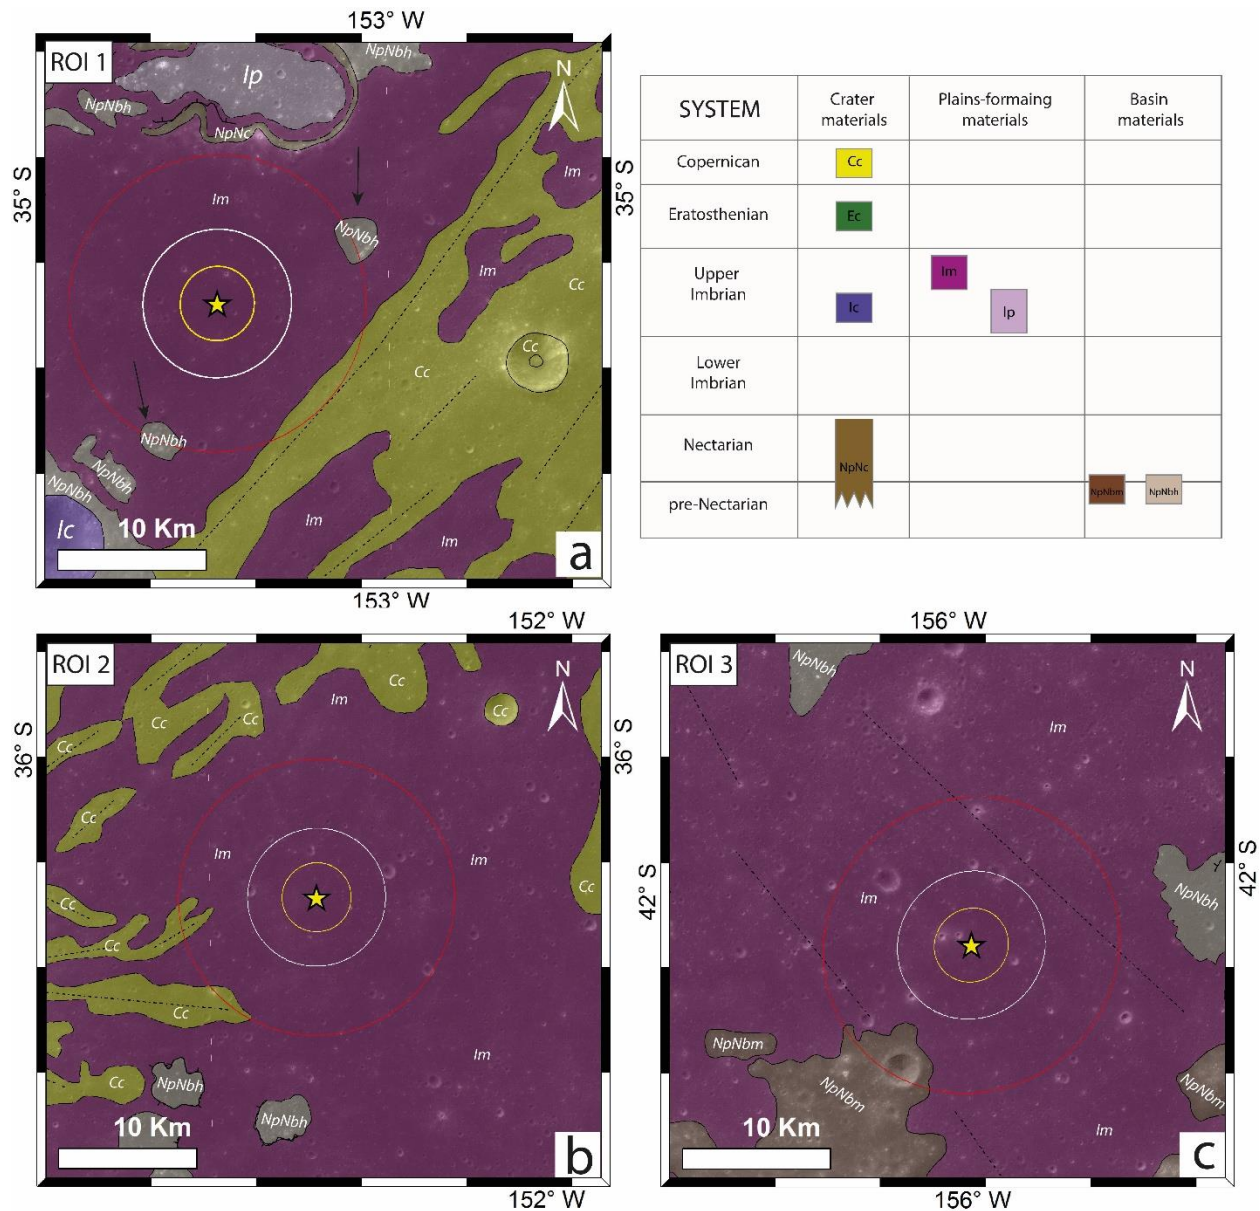 153° W
ROI 1
Ip
NpNbh
NpNbh
NpNc
N
35° S
35° S
Im
Im
NpNbh
Im
Cc
Cc
Cc
NpNbh
NpNbh
NpNbh
Im
Im
Ic
10 Km
a
153° W
SYSTEM
Crater
materials
Plains-formaing
materials
Basin
materials
Copernican
Cc
Eratosthenian
Ec
Upper
Imbrian
Im
Ic
Ip
Lower
Imbrian
Nectarian
NpNc
pre-Nectarian
NpNbm
NpNbh
152° W
ROI 2
N
36° S
36° S
Cc
Im
Cc
Cc
Cc
Cc
Cc
Im
Im
Cc
Cc
Cc
Cc
Im
Cc
NpNbh
NpNbh
10 Km
b
152° W
156° W
ROI 3
NpNbh
N
Im
42° S
42° S
Im
NpNbh
NpNbm
NpNbm
NpNbm
Im
10 Km
c
156° W